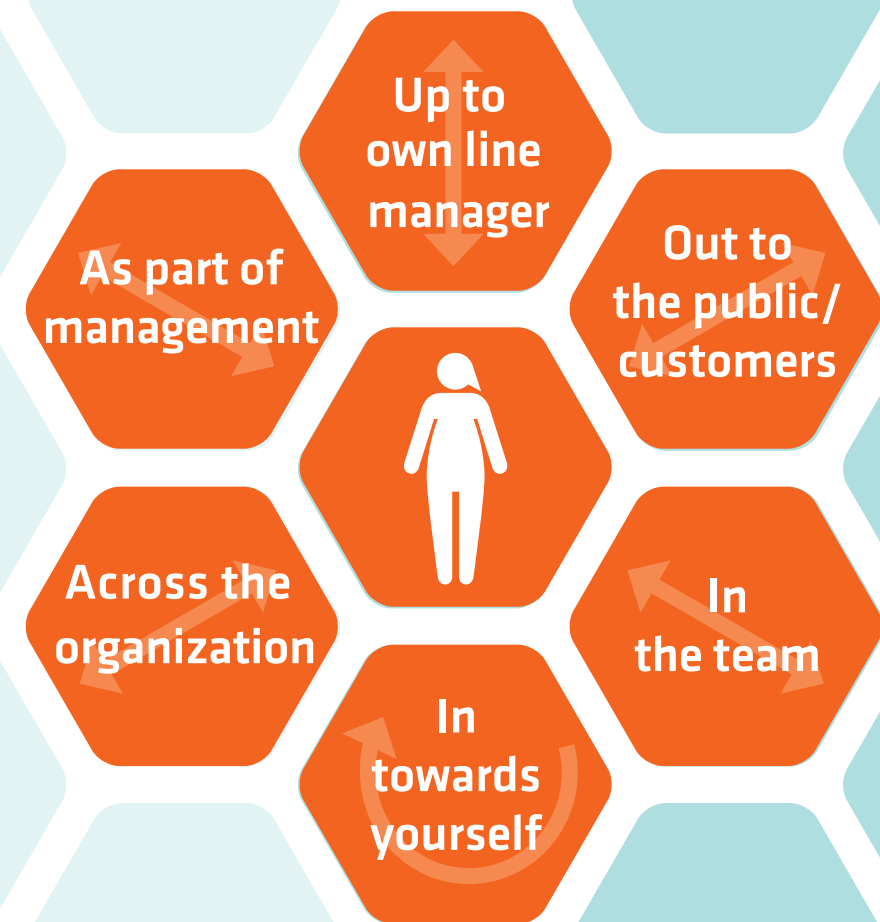 Up to
own line
manager
Out to
the public/
customers
In
the team
In
towards
yourself
Across the
organization
As part of
management